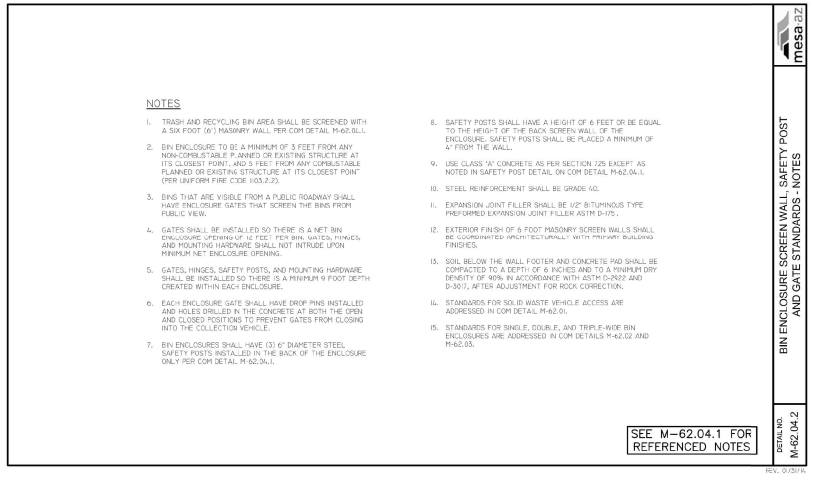 NOTES
1. TRASH AND RECYCLING BIN AREA SHALL BE SCREENED WITH
A SIX FOOT (6') MASONRY WALL PER COM DETAIL M-62.04.1.
2. BIN ENCLOSURE TO BE A MINIMUM OF 3 FEET FROM ANY
NON-COMBUSTABLE PLANNED OR EXISTING STRUCTURE AT
ITS CLOSEST POINT, AND 5 FEET FROM ANY COMBUSTABLE
PLANNED OR EXISTING STRUCTURE AT ITS CLOSEST POINT
(PER UNIFORM FIRE CODE 1103.2.2).
3. BINS THAT ARE VISIBLE FROM A PUBLIC ROADWAY SHALL
HAVE ENCLOSURE GATES THAT SCREEN THE BINS FROM
PUBLIC VIEW.
4. GATES SHALL BE INSTALLED SO THERE IS A NET BIN
ENCLOSURE OPENING OF 12 FEET PER BIN. GATES, HINGES,
AND MOUNTING HARDWARE SHALL NOT INTRUDE UPON
MINIMUM NET ENCLOSURE OPENING.
5. GATES, HINGES, SAFETY POSTS, AND MOUNTING HARDWARE
SHALL BE INSTALLED SO THERE IS A MINIMUM 9 FOOT DEPTH
CREATED WITHIN EACH ENCLOSURE.
6. EACH ENCLOSURE GATE SHALL HAVE DROP PINS INSTALLED
AND HOLES DRILLED IN THE CONCRETE AT BOTH THE OPEN
AND CLOSED POSITIONS TO PREVENT GATES FROM CLOSING
INTO THE COLLECTION VEHICLE.
7. BIN ENCLOSURES SHALL HAVE (3) 6" DIAMETER STEEL
SAFETY POSTS INSTALLED IN THE BACK OF THE ENCLOSURE
ONLY PER COM DETAIL M-62.04.1.
8. SAFETY POSTS SHALL HAVE A HEIGHT OF 6 FEET OR BE EQUAL
TO THE HEIGHT OF THE BACK SCREEN WALL OF THE
ENCLOSURE. SAFETY POSTS SHALL BE PLACED A MINIMUM OF
4" FROM THE WALL.
9. USE CLASS 'A' CONCRETE AS PER SECTION 725 EXCEPT AS
NOTED IN SAFETY POST DETAIL ON COM DETAIL M-62.04.1.
10. STEEL REINFORCEMENT SHALL BE GRADE 40.
11. EXPANSION JOINT FILLER SHALL BE 1/2" BITUMINOUS TYPE
PREFORMED EXPANSION JOINT FILLER ASTM D-175.
12. EXTERIOR FINISH OF 6 FOOT MASONRY SCREEN WALLS SHALL
BE COORDINATED ARCHITECTURALLY WITH PRIMARY BUILDING
FINISHES.
13. SOIL BELOW THE WALL FOOTER AND CONCRETE PAD SHALL BE
COMPACTED TO A DEPTH OF 6 INCHES AND TO A MINIMUM DRY
DENSITY OF 90% IN ACCORDANCE WITH ASTM D-2922 AND
D-3017, AFTER ADJUSTMENT FOR ROCK CORRECTION.
14. STANDARDS FOR SOLID WASTE VEHICLE ACCESS ARE
ADDRESSED IN COM DETAIL M-62.01.
15. STANDARDS FOR SINGLE, DOUBLE, AND TRIPLE-WIDE BIN
ENCLOSURES ARE ADDRESSED IN COM DETAILS M-62.02 AND
M-62.03.
SEE M-62.04.1 FOR
REFERENCED NOTES
mesa·az
BIN ENCLOSURE SCREEN WALL, SAFETY POST
AND GATE STANDARDS - NOTES
DETAIL NO.
M-62.04.2
REV. 01/31/14